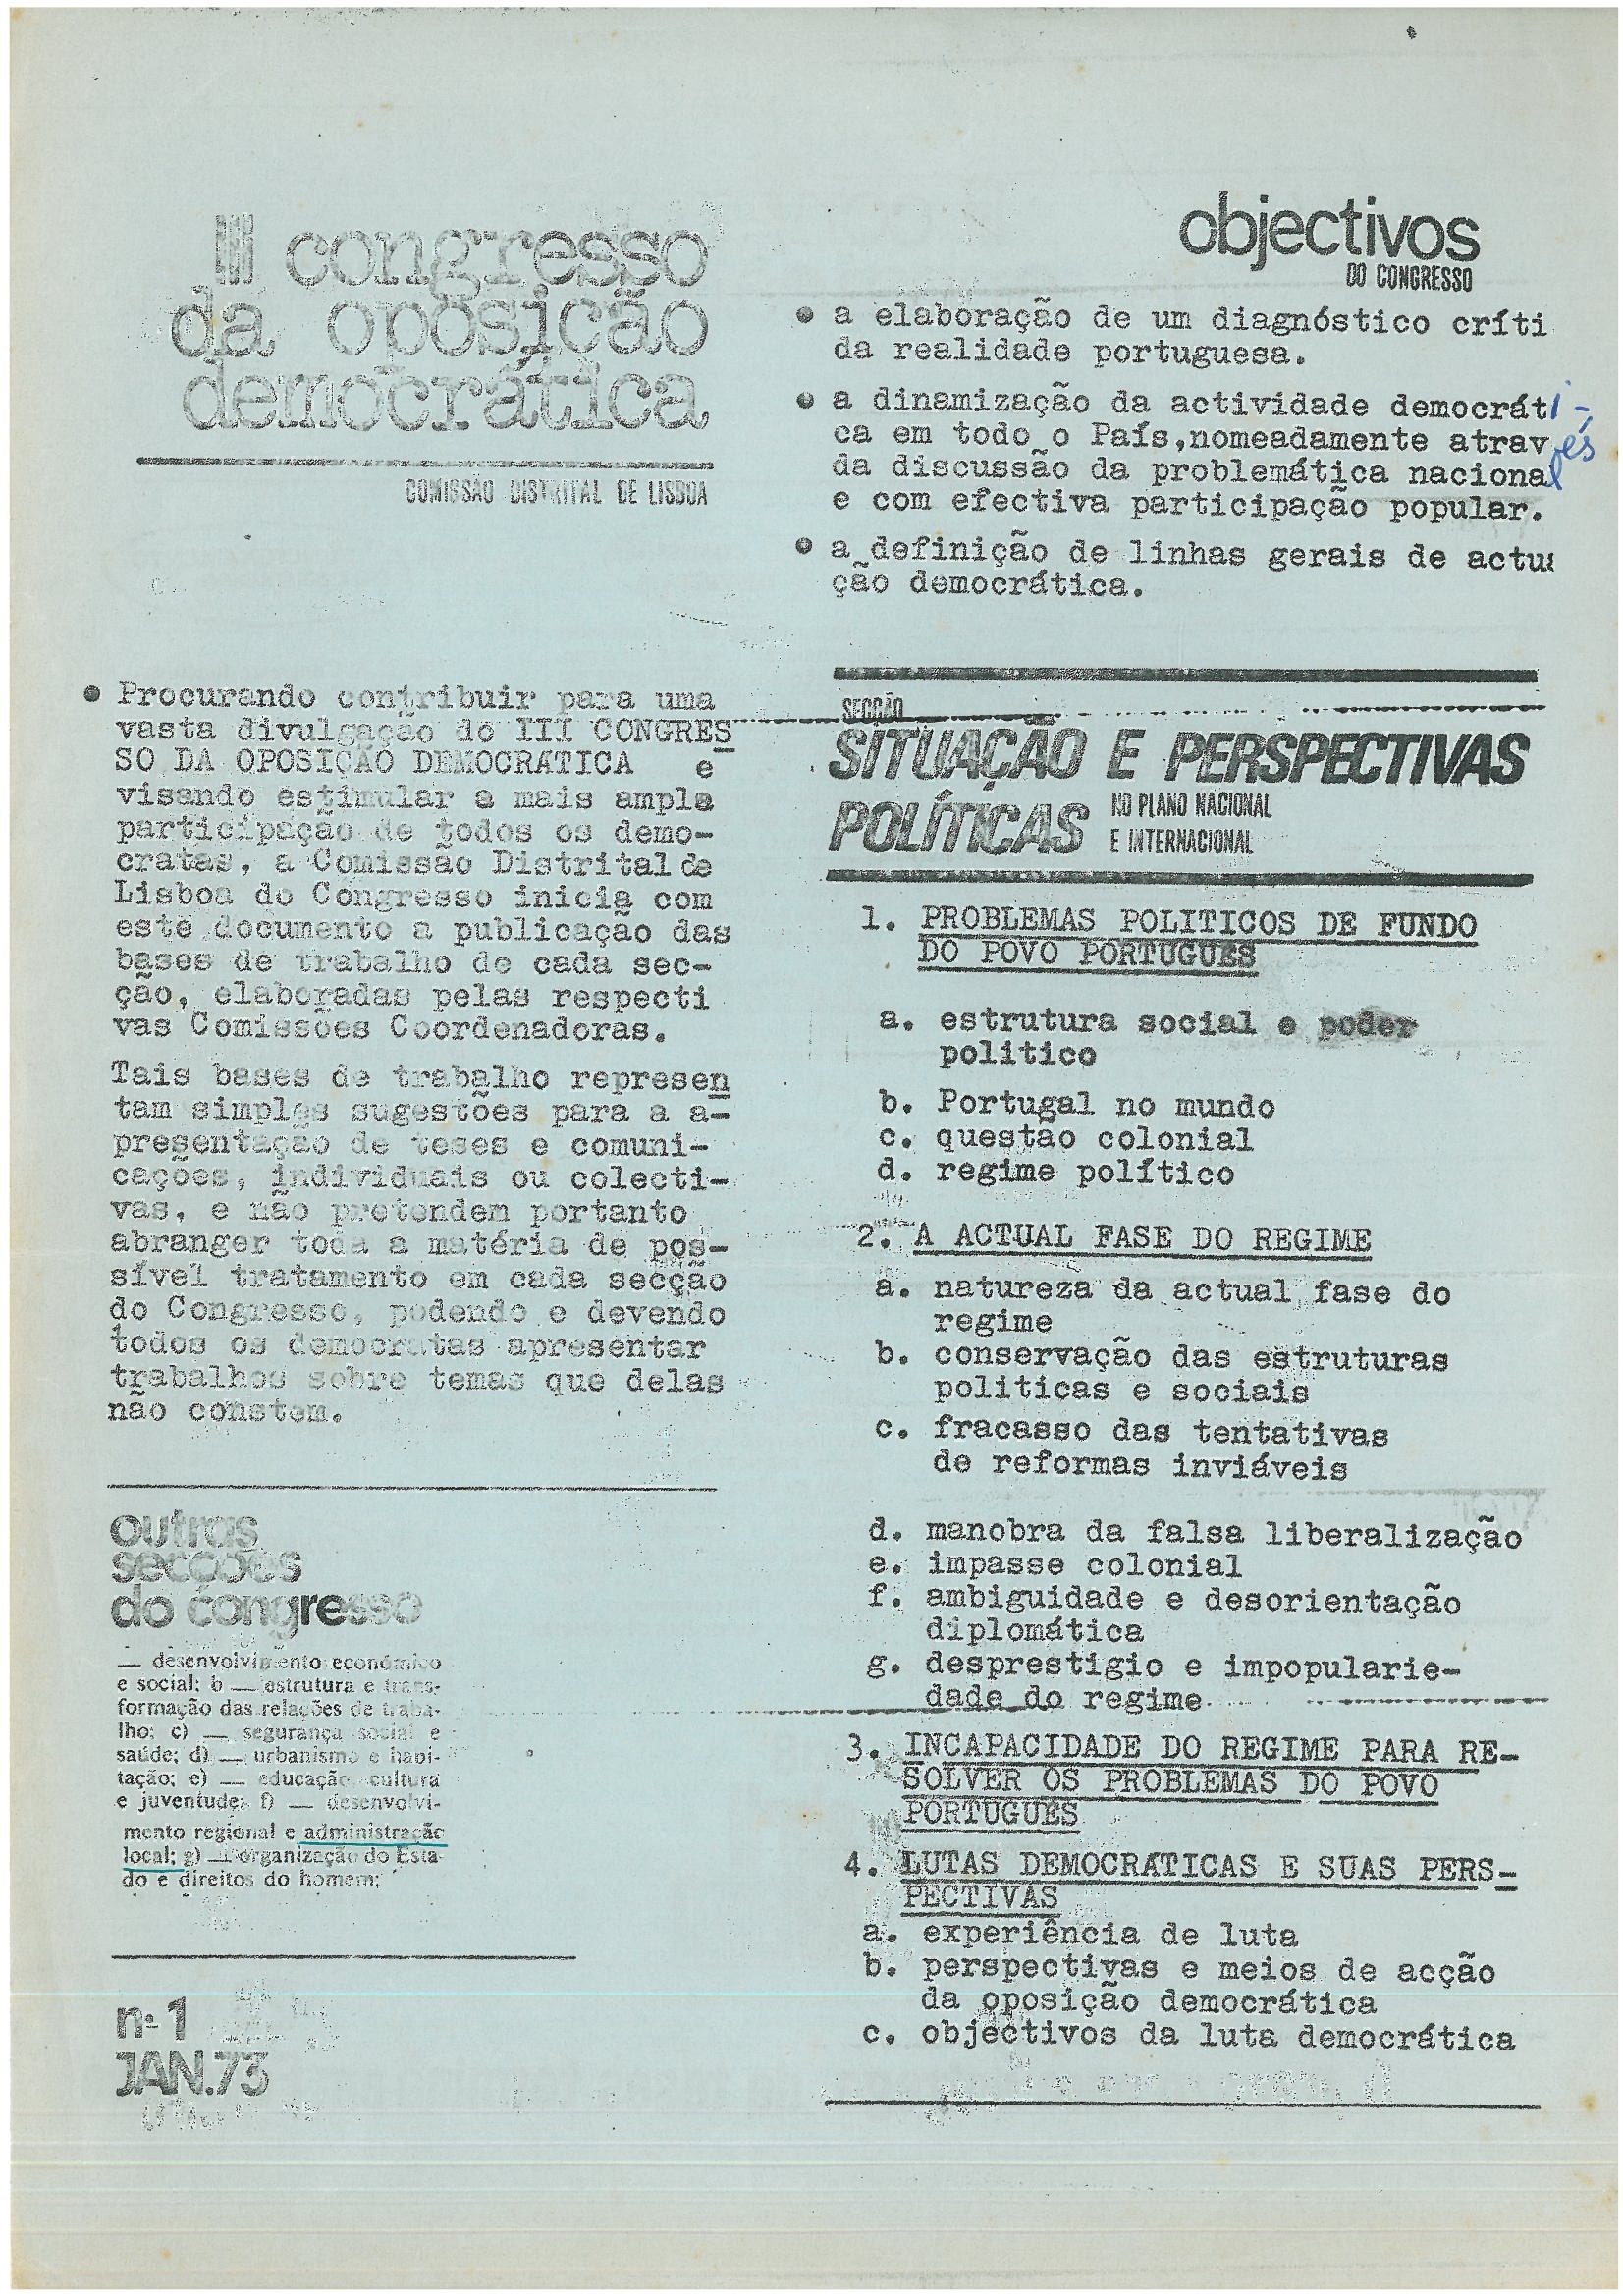 III congresso
da oposição
democrática
COMISSÃO DISTRITAL DE LISBOA
• Procurando contribuir para uma
vasta divulgação do III CONGRES
SO DA OPOSIÇÃO DEMOCRATICA e
visando estimular a mais ampla
participação de todos os demo-
cratas, a Comissão Distrital de
Lisboa do Congresso inicia com
este documento a publicação das
bases de trabalho de cada sec-
ção, elaboradas pelas respecti
vas Comissões Coordenadoras.
Tais bases de trabalho represen
tam simples sugestões para a a-
presentação de teses e comuni-
cações, individuais ou colecti-
vas, e não pretendem portanto
abranger toda a matéria de pos-
sível tratamento em cada secção
do Congresso, podendo e devendo
todos os democratas apresentar
trabalhos sobre temas que delas
não constem.
outras
secções
do congresso
— desenvolvimento económico
e social; b — estrutura e trans-
formação das relações de traba-
lho; c) — segurança social e
saúde; d) — urbanismo e habi-
tação; e) — educação, cultura
e juventude; f) — desenvolvi-
mento regional e administração
local; g) — organização do Esta-
do e direitos do homem;
nº 1
JAN.73
objectivos
DO CONGRESSO
• a elaboração de um diagnóstico críti
da realidade portuguesa.
• a dinamização da actividade democráti-
ca em todo o País,nomeadamente através
da discussão da problemática nacional
e com efectiva participação popular.
• a definição de linhas gerais de actua
ção democrática.
SECÇÃO
SITUAÇÃO E PERSPECTIVAS
POLÍTICAS NO PLANO NACIONAL
E INTERNACIONAL
1. PROBLEMAS POLITICOS DE FUNDO
DO POVO PORTUGUES
a. estrutura social e poder
politico
b. Portugal no mundo
c. questão colonial
d. regime político
2. A ACTUAL FASE DO REGIME
a. natureza da actual fase do
regime
b. conservação das estruturas
politicas e sociais
c. fracasso das tentativas
de reformas inviáveis
d. manobra da falsa liberalização
e. impasse colonial
f. ambiguidade e desorientação
diplomática
g. desprestigio e impopularie-
dade do regime
3. INCAPACIDADE DO REGIME PARA RE-
SOLVER OS PROBLEMAS DO POVO
PORTUGUES
4. LUTAS DEMOCRATICAS E SUAS PERS-
PECTIVAS
a. experiência de luta
b. perspectivas e meios de acção
da oposição democrática
c. objectivos da luta democrática